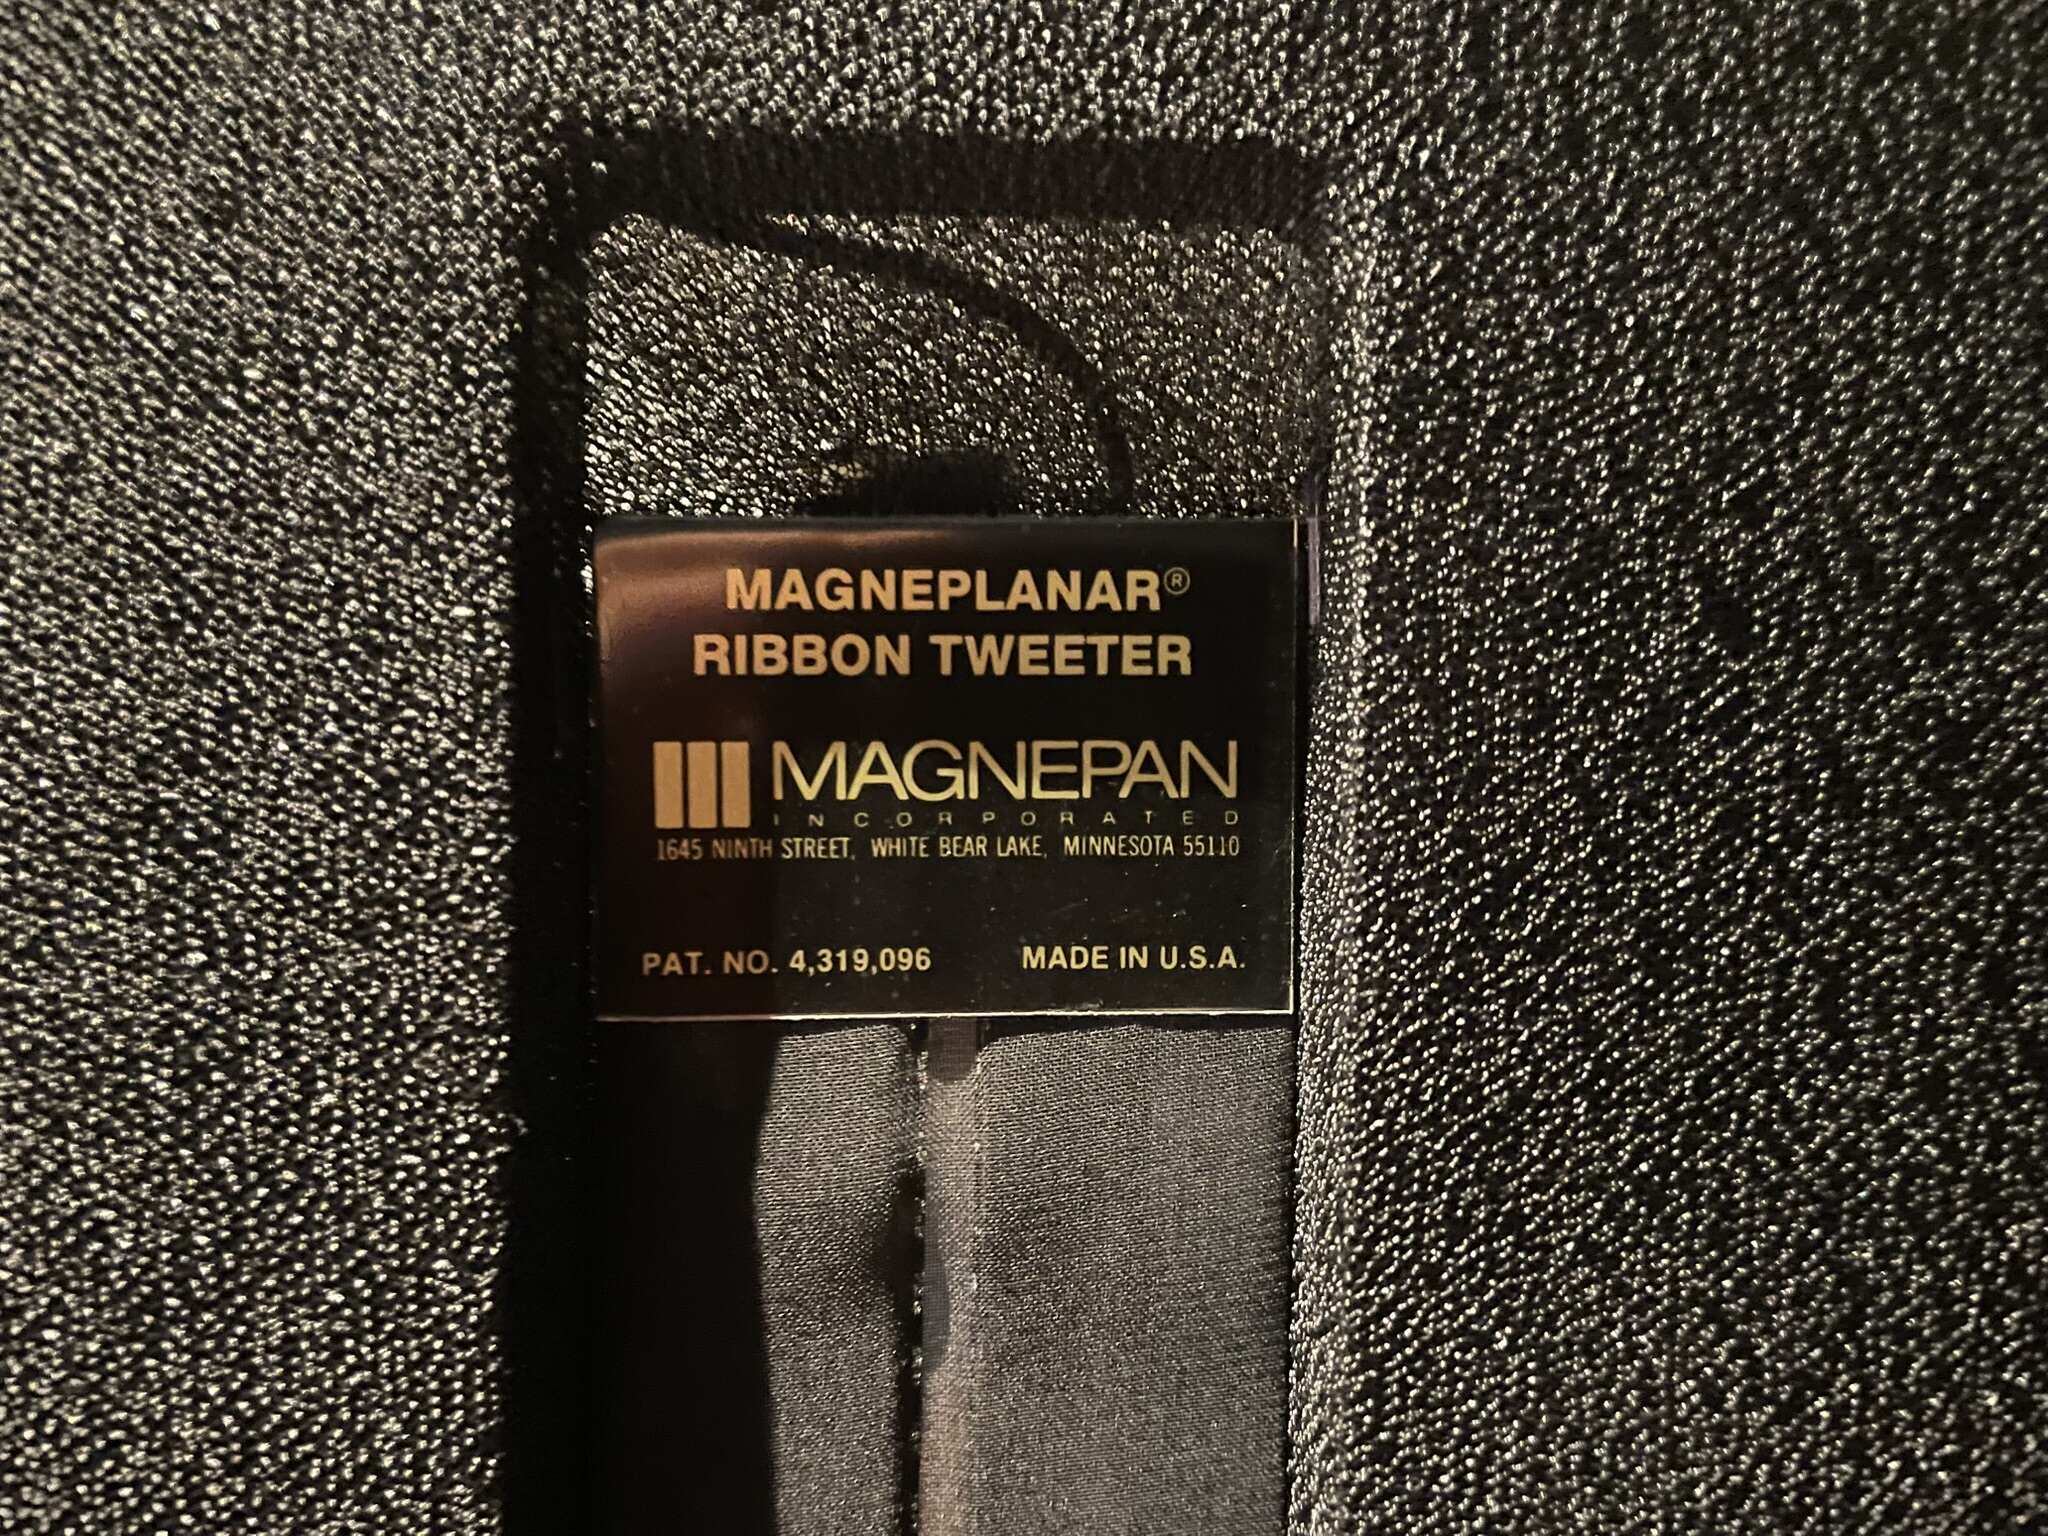 MAGNEPLANAR®
RIBBON TWEETER
MAGNEPAN
INCORPORATED
1645 NINTH STREET, WHITE BEAR LAKE, MINNESOTA 55110
PAT. NO. 4,319,096 MADE IN U.S.A.